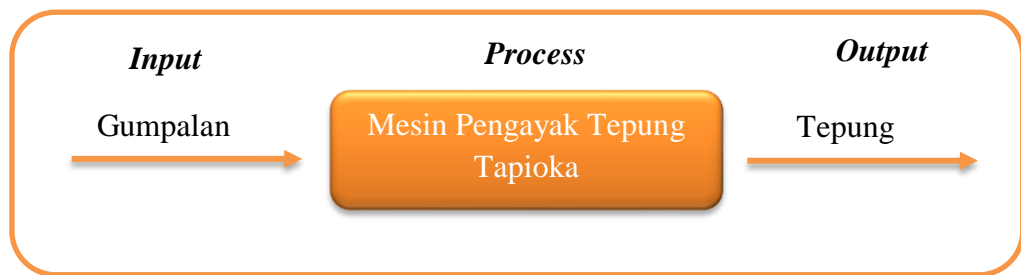 Input
Process
Output
Gumpalan
Mesin Pengayak Tepung
Tapioka
Tepung